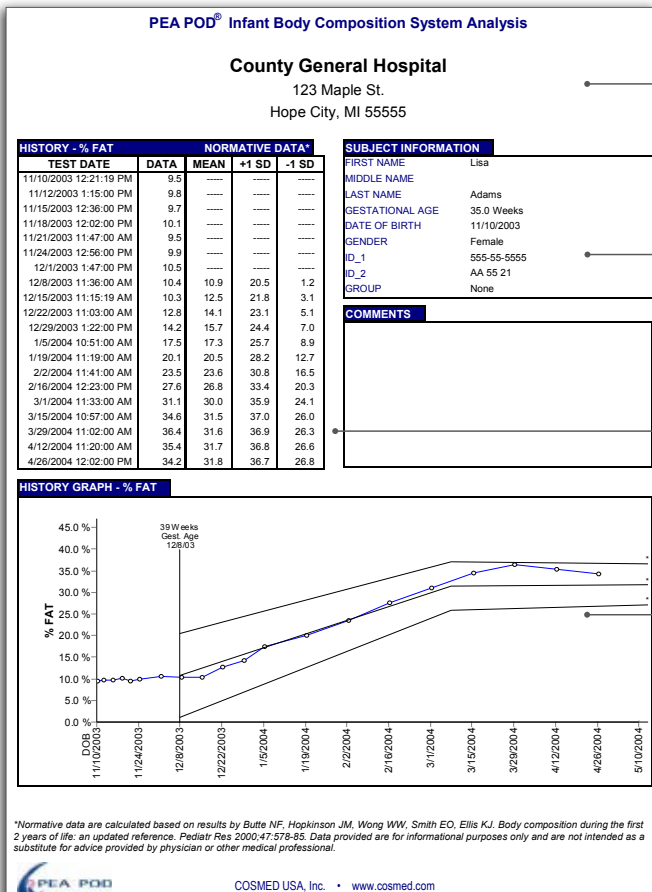 PEA POD® Infant Body Composition System Analysis
County General Hospital
123 Maple St.
Hope City, MI 55555
HISTORY - % FAT NORMATIVE DATA*
TEST DATE DATA MEAN +1 SD -1 SD
11/10/2003 12:21:19 PM 9.5 ----- ----- -----
11/12/2003 1:15:00 PM 9.8 ----- ----- -----
11/15/2003 12:36:00 PM 9.7 ----- ----- -----
11/18/2003 12:02:00 PM 10.1 ----- ----- -----
11/21/2003 11:47:00 AM 9.5 ----- ----- -----
11/24/2003 12:56:00 PM 9.9 ----- ----- -----
12/1/2003 1:47:00 PM 10.5 ----- ----- -----
12/8/2003 11:36:00 AM 10.4 10.9 20.5 1.2
12/15/2003 11:15:19 AM 10.3 12.5 21.8 3.1
12/22/2003 11:03:00 AM 12.8 14.1 23.1 5.1
12/29/2003 1:22:00 PM 14.2 15.7 24.4 7.0
1/5/2004 10:51:00 AM 17.5 17.3 25.7 8.9
1/19/2004 11:19:00 AM 20.1 20.5 28.2 12.7
2/2/2004 11:41:00 AM 23.5 23.6 30.8 16.5
2/16/2004 12:23:00 PM 27.6 26.8 33.4 20.3
3/1/2004 11:33:00 AM 31.1 30.0 35.9 24.1
3/15/2004 10:57:00 AM 34.6 31.5 37.0 26.0
3/29/2004 11:02:00 AM 36.4 31.6 36.9 26.3
4/12/2004 11:20:00 AM 35.4 31.7 36.8 26.6
4/26/2004 12:02:00 PM 34.2 31.8 36.7 26.8
SUBJECT INFORMATION
FIRST NAME Lisa
MIDDLE NAME
LAST NAME Adams
GESTATIONAL AGE 35.0 Weeks
DATE OF BIRTH 11/10/2003
GENDER Female
ID_1 555-55-5555
ID_2 AA 55 21
GROUP None
COMMENTS
HISTORY GRAPH - % FAT
39 Weeks
Gest. Age
12/8/03
% FAT
45.0 %
40.0 %
35.0 %
30.0 %
25.0 %
20.0 %
15.0 %
10.0 %
5.0 %
0.0 %
*
*
*
DOB
11/10/2003
11/24/2003
12/8/2003
12/22/2003
1/5/2004
1/19/2004
2/2/2004
2/16/2004
3/1/2004
3/15/2004
3/29/2004
4/12/2004
4/26/2004
5/10/2004
*Normative data are calculated based on results by Butte NF, Hopkinson JM, Wong WW, Smith EO, Ellis KJ. Body composition during the first
2 years of life: an updated reference. Pediatr Res 2000;47:578-85. Data provided are for informational purposes only and are not intended as a
substitute for advice provided by physician or other medical professional.
PEA POD
COSMED USA, Inc. • www.cosmed.com